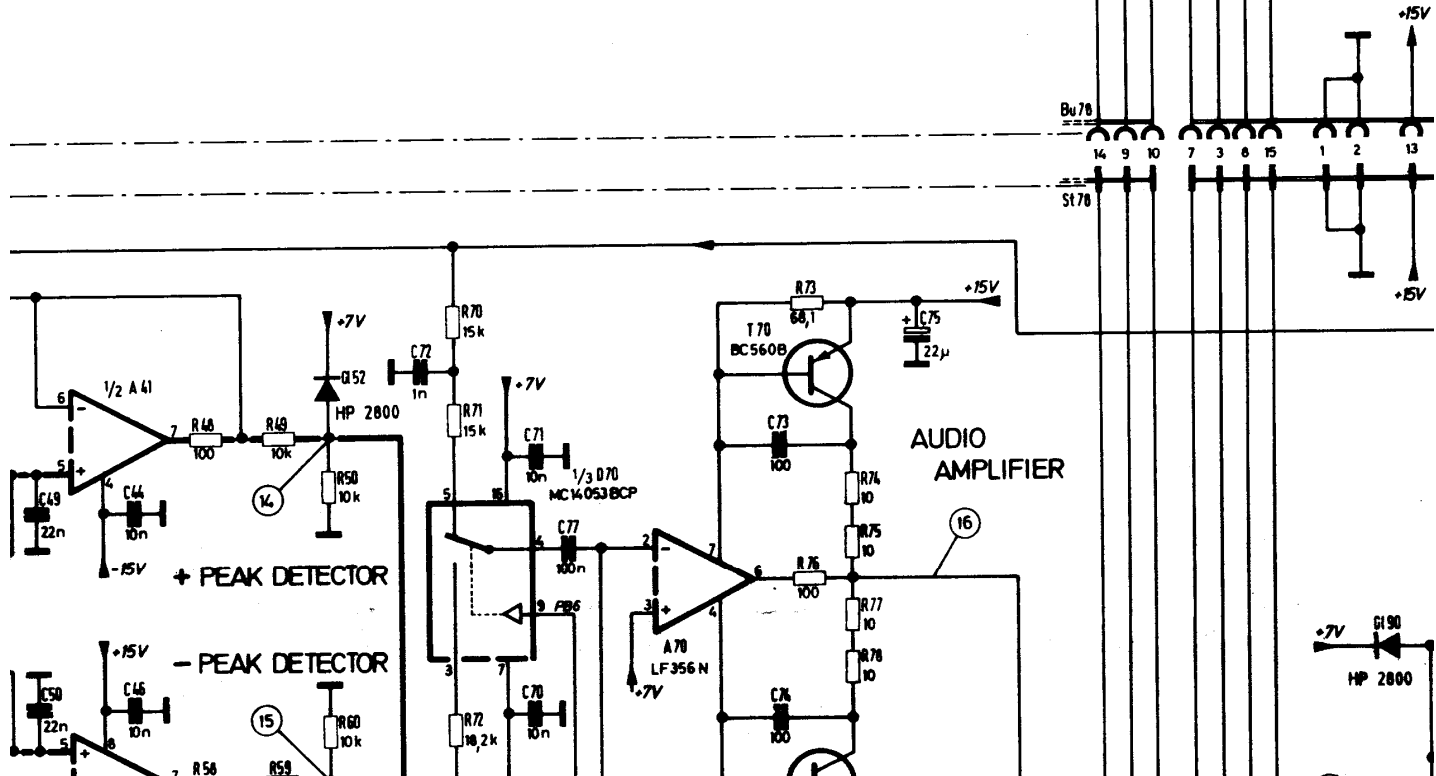 +15V
Bu78
14 9 10 7 3 8 15 1 2 13
St78
+15V
R73
68,1
+15V
+ C75
22µ
T70
BC560B
R70
15k
C72
1n
+7V
+7V
1/2 A41
6
-
7
5
+
4
R48
100
R49
10k
G152
HP 2800
R50
10k
14
C49
22n
C44
10n
-15V
R71
15k
C71
10n
1/3 D70
MC14053BCP
5
16
4
9
PB6
3
7
C77
100n
C73
100
AUDIO
AMPLIFIER
R74
10
R75
10
16
2
-
7
6
3
+
4
R76
100
R77
10
R78
10
A70
LF356N
+7V
+ PEAK DETECTOR
- PEAK DETECTOR
+15V
C50
22n
C46
10n
5
+
8
7
R58
R59
15
R60
10k
R72
18,2k
C70
10n
C74
100
+7V
G190
HP 2800